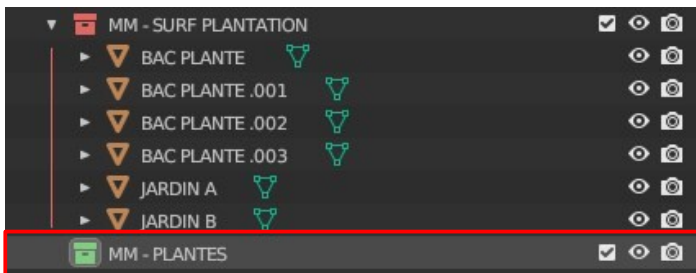 MM - SURF PLANTATION
BAC PLANTE
BAC PLANTE .001
BAC PLANTE .002
BAC PLANTE .003
JARDIN A
JARDIN B
MM - PLANTES